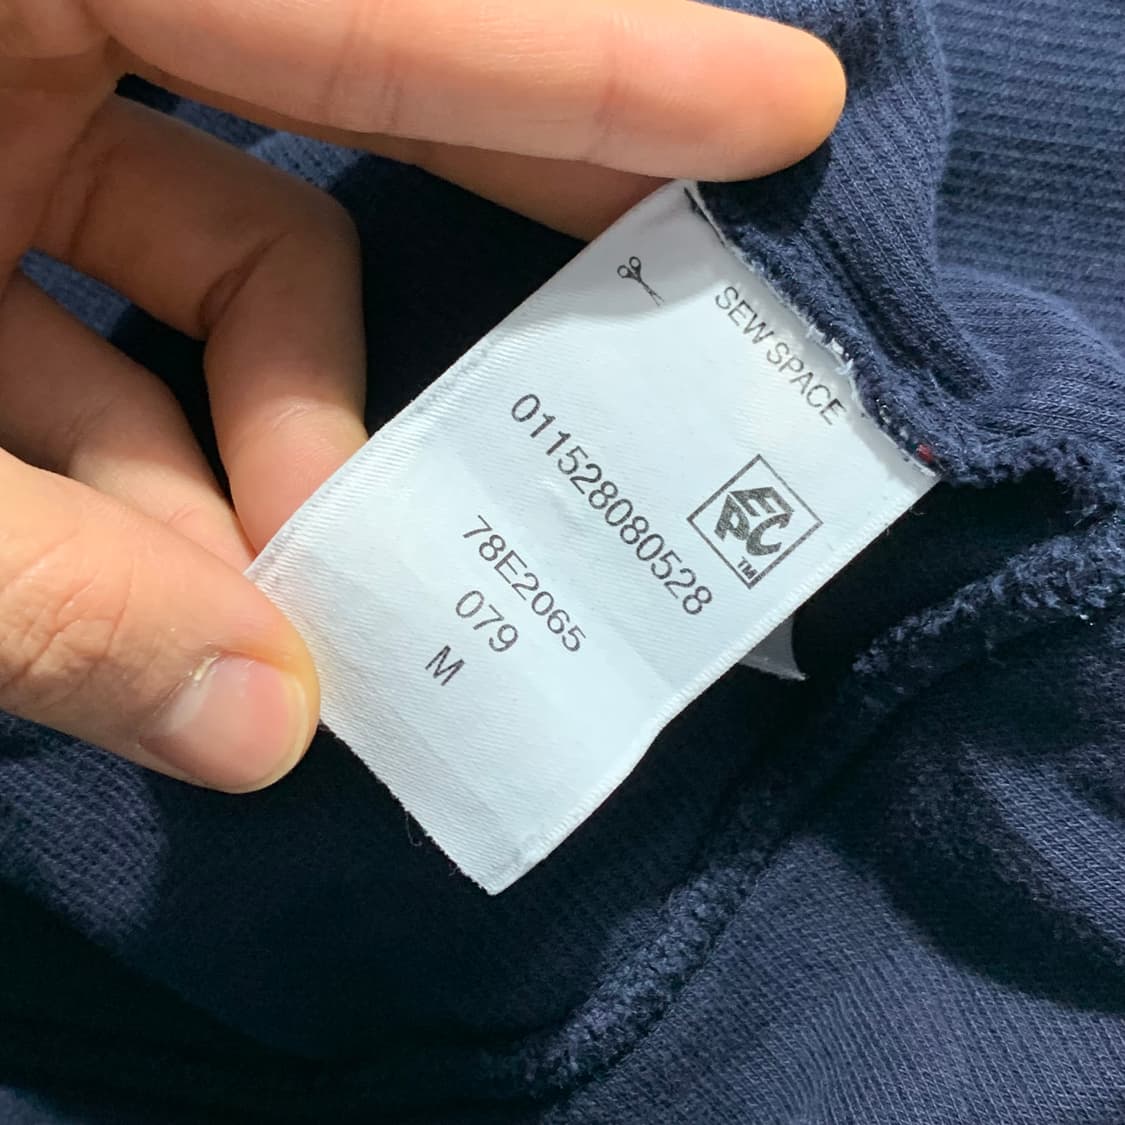 SEW SPACE
EPC
TM
011528080528
78E2065
079
M